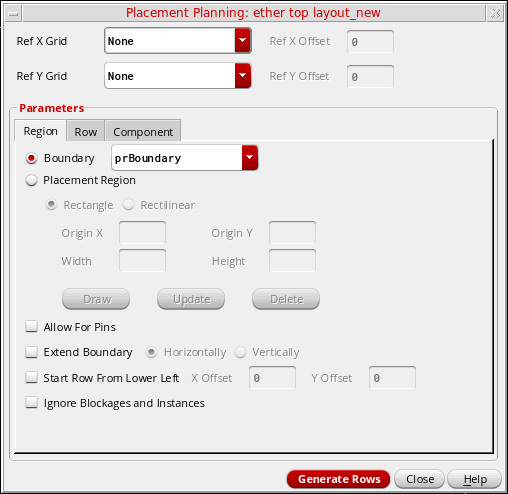 Placement Planning: ether top layout_new
Ref X Grid None Ref X Offset 0
Ref Y Grid None Ref Y Offset 0
Parameters
Region Row Component
Boundary prBoundary
Placement Region
Rectangle Rectilinear
Origin X Origin Y
Width Height
Draw Update Delete
Allow For Pins
Extend Boundary Horizontally Vertically
Start Row From Lower Left X Offset 0 Y Offset 0
Ignore Blockages and Instances
Generate Rows Close Help